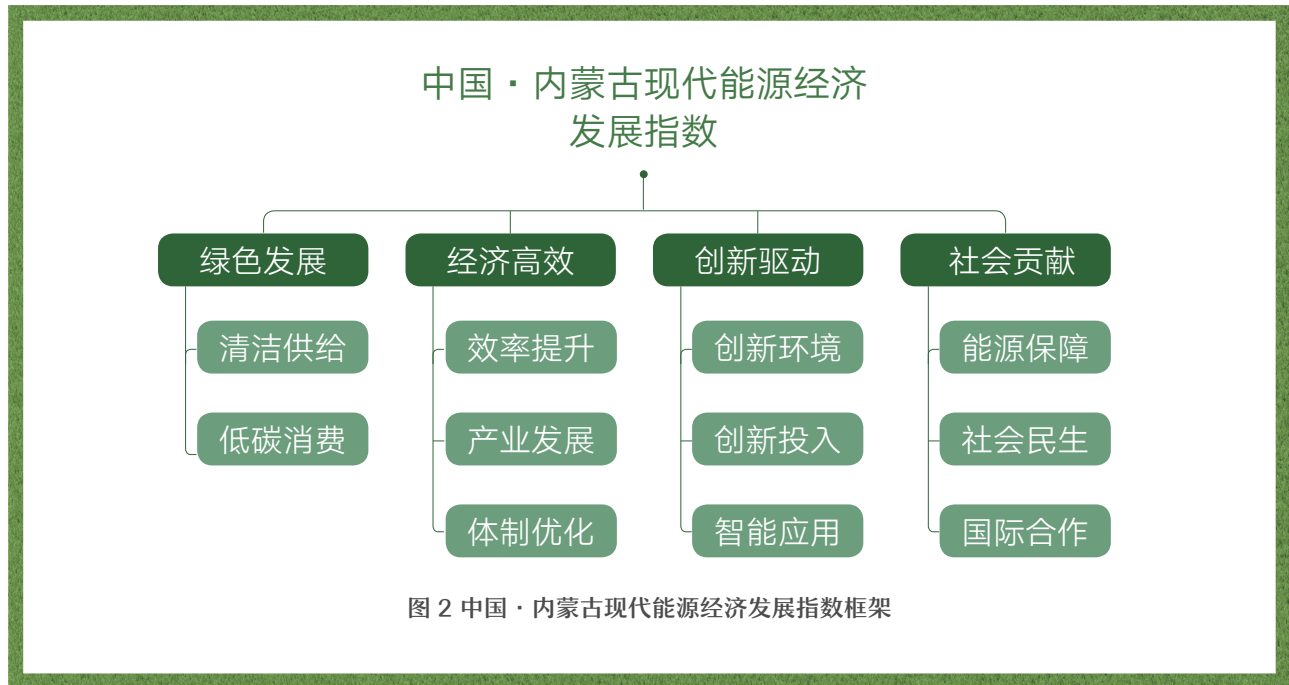 中国·内蒙古现代能源经济
发展指数
绿色发展
经济高效
创新驱动
社会贡献
清洁供给
效率提升
创新环境
能源保障
低碳消费
产业发展
创新投入
社会民生
体制优化
智能应用
国际合作
图 2 中国·内蒙古现代能源经济发展指数框架